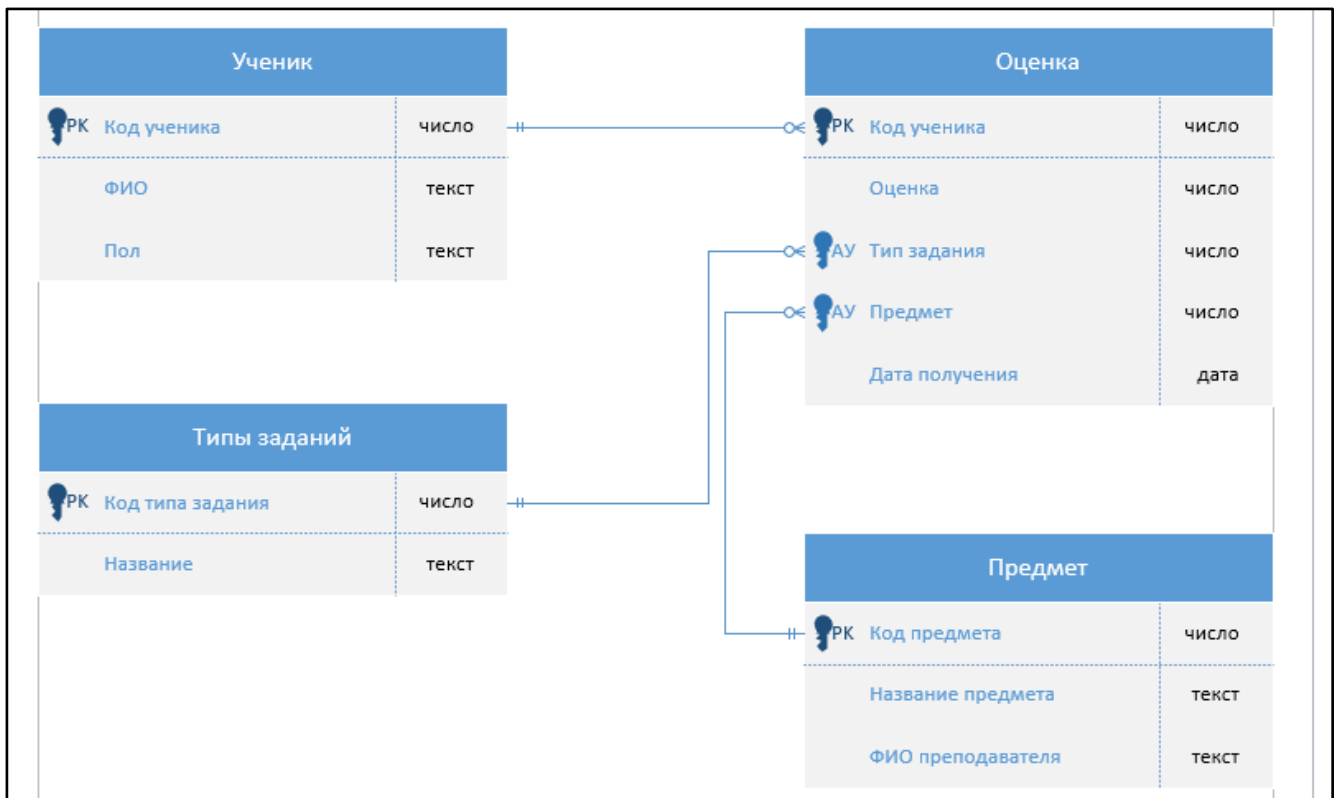 Ученик
PK Код ученика число
ФИО текст
Пол текст
Оценка
PK Код ученика число
Оценка число
АУ Тип задания число
АУ Предмет число
Дата получения дата
Типы заданий
PK Код типа задания число
Название текст
Предмет
PK Код предмета число
Название предмета текст
ФИО преподавателя текст